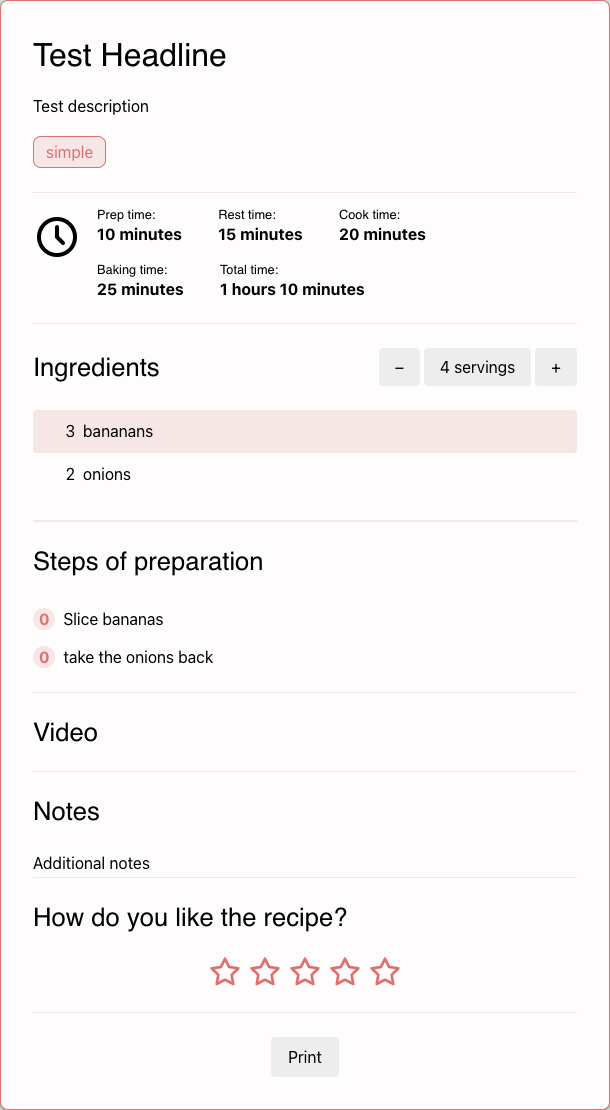 Test Headline
Test description
simple
Prep time: Rest time: Cook time:
10 minutes 15 minutes 20 minutes
Baking time: Total time:
25 minutes 1 hours 10 minutes
Ingredients − 4 servings +
3 bananans
2 onions
Steps of preparation
0 Slice bananas
0 take the onions back
Video
Notes
Additional notes
How do you like the recipe?
Print